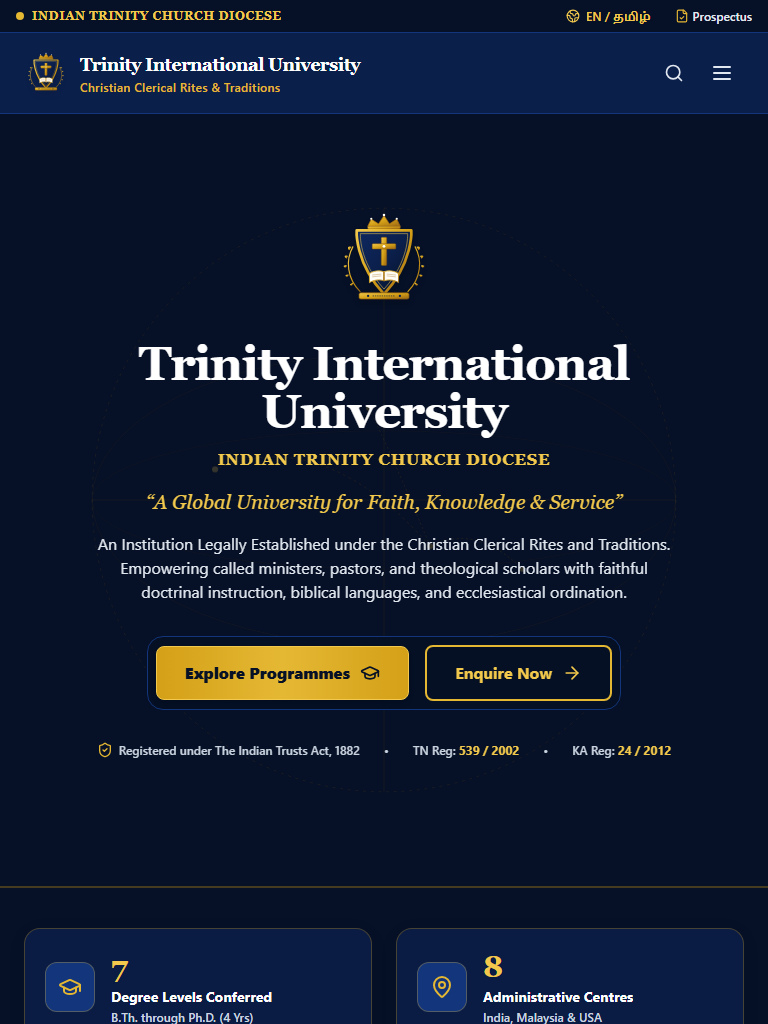 INDIAN TRINITY CHURCH DIOCESE
EN / தமிழ்
Prospectus
Trinity International University
Christian Clerical Rites & Traditions
Trinity International
University
INDIAN TRINITY CHURCH DIOCESE
“A Global University for Faith, Knowledge & Service”
An Institution Legally Established under the Christian Clerical Rites and Traditions.
Empowering called ministers, pastors, and theological scholars with faithful
doctrinal instruction, biblical languages, and ecclesiastical ordination.
Explore Programmes
Enquire Now
Registered under The Indian Trusts Act, 1882 • TN Reg: 539 / 2002 • KA Reg: 24 / 2012
7
Degree Levels Conferred
B.Th. through Ph.D. (4 Yrs)
8
Administrative Centres
India, Malaysia & USA